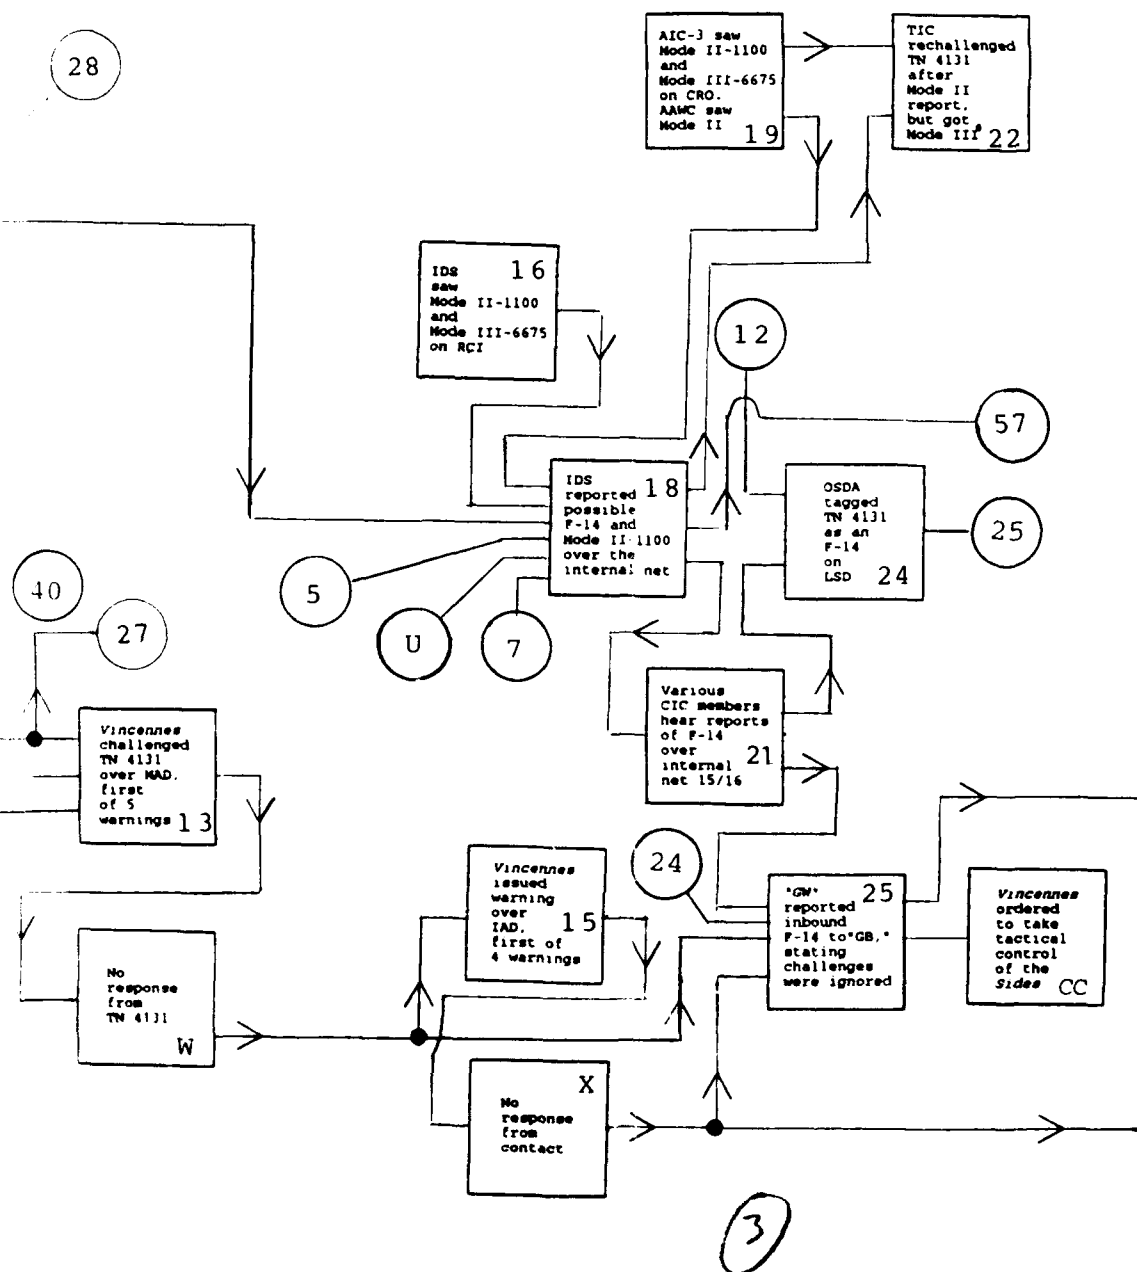 28
AIC-3 saw
Mode II-1100
and
Mode III-6675
on CRO.
AAWC saw
Mode II
19
TIC
rechallenged
TN 4131
after
Mode II
report,
but got
Mode III
22
IDS
saw
Mode II-1100
and
Mode III-6675
on RCI
16
12
57
IDS
reported
possible
F-14 and
Mode II-1100
over the
internal net
18
OSDA
tagged
TN 4131
as an
F-14
on
LSD
24
25
5
U
7
40
27
Various
CIC members
hear reports
of F-14
over
internal
net 15/16
21
Vincennes
challenged
TN 4131
over MAD,
first
of 5
warnings
13
24
Vincennes
issued
warning
over
IAD,
first of
4 warnings
15
"GW"
reported
inbound
F-14 to "GB,"
stating
challenges
were ignored
25
Vincennes
ordered
to take
tactical
control
of the
Sides
CC
No
response
from
TN 4131
W
No
response
from
contact
X
3